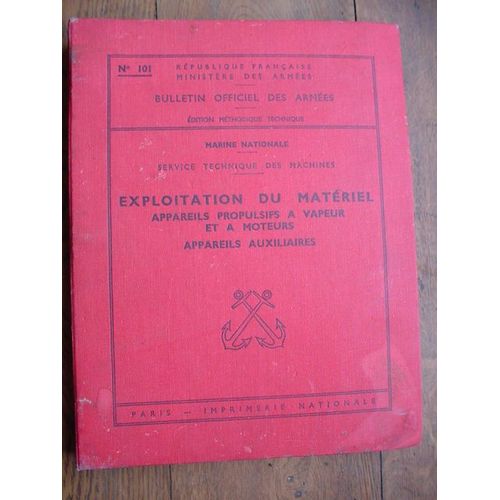 N° 101
RÉPUBLIQUE FRANÇAISE
MINISTÈRE DES ARMÉES
BULLETIN OFFICIEL DES ARMÉES
ÉDITION MÉTHODIQUE TECHNIQUE
MARINE NATIONALE
SERVICE TECHNIQUE DES MACHINES
EXPLOITATION DU MATÉRIEL
APPAREILS PROPULSIFS A VAPEUR
ET A MOTEURS
APPAREILS AUXILIAIRES
PARIS — IMPRIMERIE NATIONALE